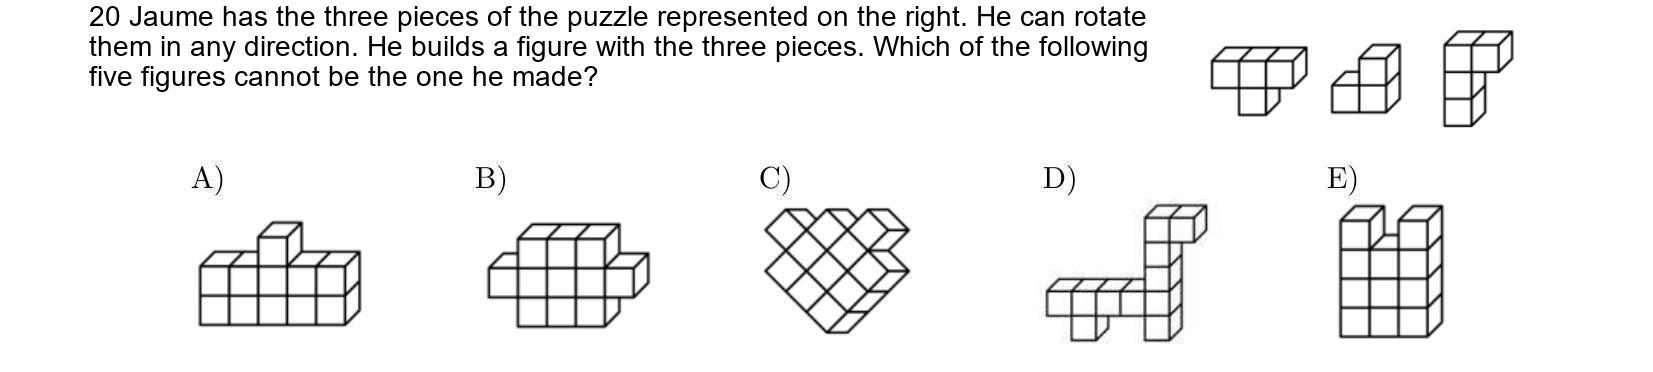 20 Jaume has the three pieces of the puzzle represented on the right. He can rotate
them in any direction. He builds a figure with the three pieces. Which of the following
five figures cannot be the one he made?
A) B) C) D) E)